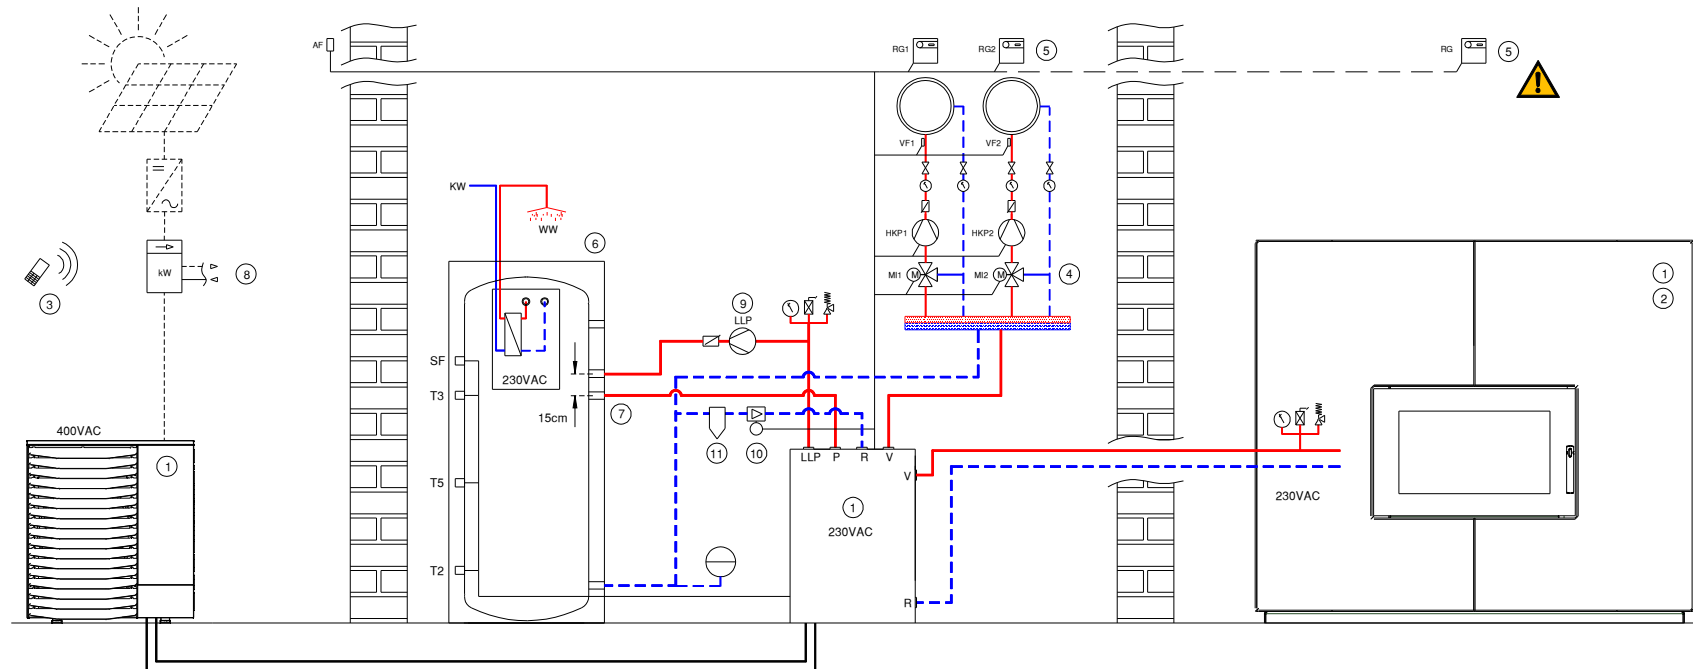 AF
RG1
RG2
5
RG
5
VF1
VF2
KW
WW
6
HKP1
HKP2
kW
8
3
MI1
M
MI2
M
4
1
2
9
LLP
SF
230VAC
T3
7
15cm
400VAC
1
11
10
LLP
P
R
V
V
T5
1
230VAC
230VAC
T2
R